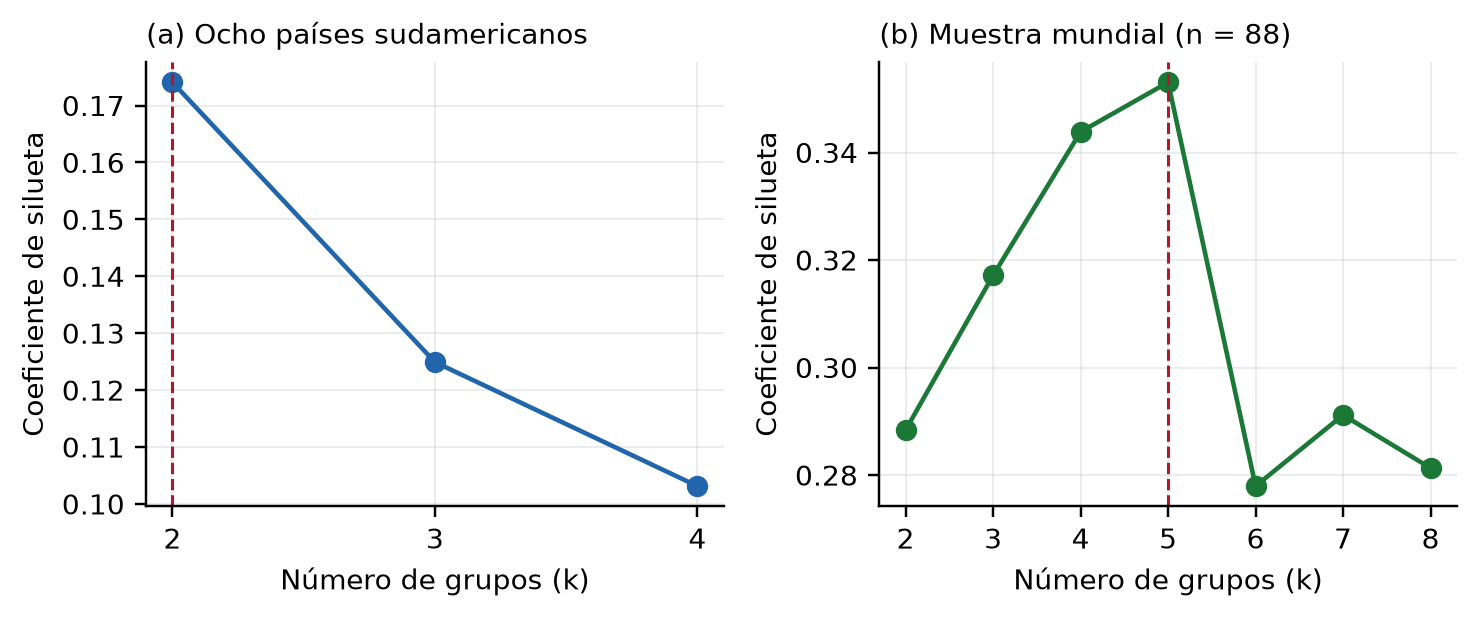 (a) Ocho países sudamericanos
Coeficiente de silueta
0.17
0.16
0.15
0.14
0.13
0.12
0.11
0.10
2 3 4
Número de grupos (k)
(b) Muestra mundial (n = 88)
Coeficiente de silueta
0.34
0.32
0.30
0.28
2 3 4 5 6 7 8
Número de grupos (k)